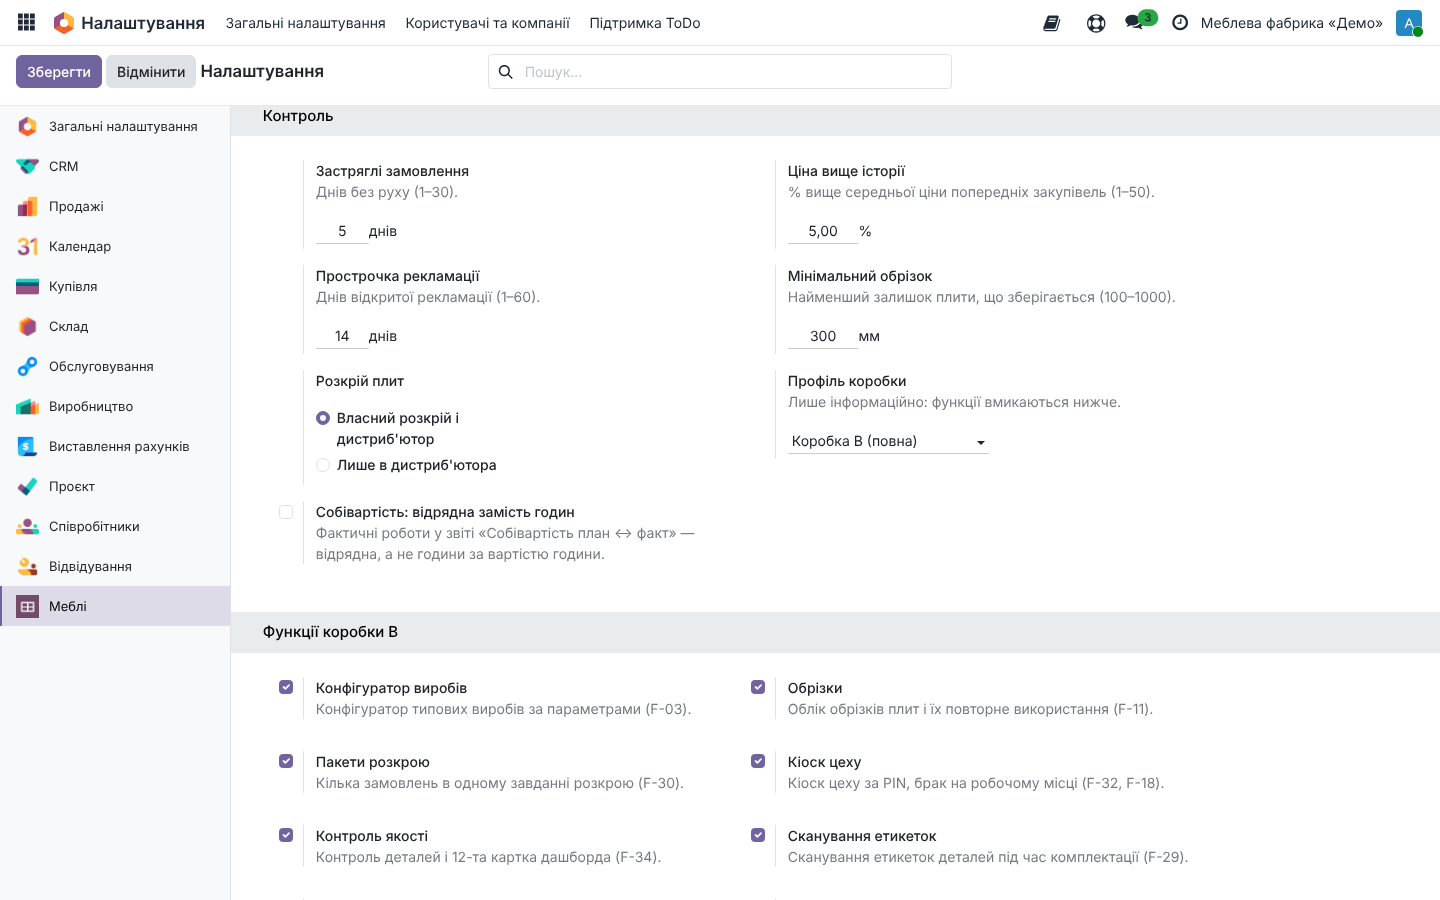 Налаштування
Загальні налаштування
Користувачі та компанії
Підтримка ToDo
3
Меблева фабрика «Демо»
A
Зберегти
Відмінити
Налаштування
Пошук...
Загальні налаштування
CRM
Продажі
31
Календар
Купівля
Склад
Обслуговування
Виробництво
$
Виставлення рахунків
Проєкт
Співробітники
Відвідування
Меблі
Контроль
Застряглі замовлення
Днів без руху (1–30).
5 днів
Ціна вище історії
% вище середньої ціни попередніх закупівель (1–50).
5,00 %
Прострочка рекламації
Днів відкритої рекламації (1–60).
14 днів
Мінімальний обрізок
Найменший залишок плити, що зберігається (100–1000).
300 мм
Розкрій плит
Власний розкрій і
дистриб'ютор
Лише в дистриб'ютора
Профіль коробки
Лише інформаційно: функції вмикаються нижче.
Коробка B (повна)
Собівартість: відрядна замість годин
Фактичні роботи у звіті «Собівартість план ↔ факт» —
відрядна, а не години за вартістю години.
Функції коробки B
Конфігуратор виробів
Конфігуратор типових виробів за параметрами (F-03).
Обрізки
Облік обрізків плит і їх повторне використання (F-11).
Пакети розкрою
Кілька замовлень в одному завданні розкрою (F-30).
Кіоск цеху
Кіоск цеху за PIN, брак на робочому місці (F-32, F-18).
Контроль якості
Контроль деталей і 12-та картка дашборда (F-34).
Сканування етикеток
Сканування етикеток деталей під час комплектації (F-29).